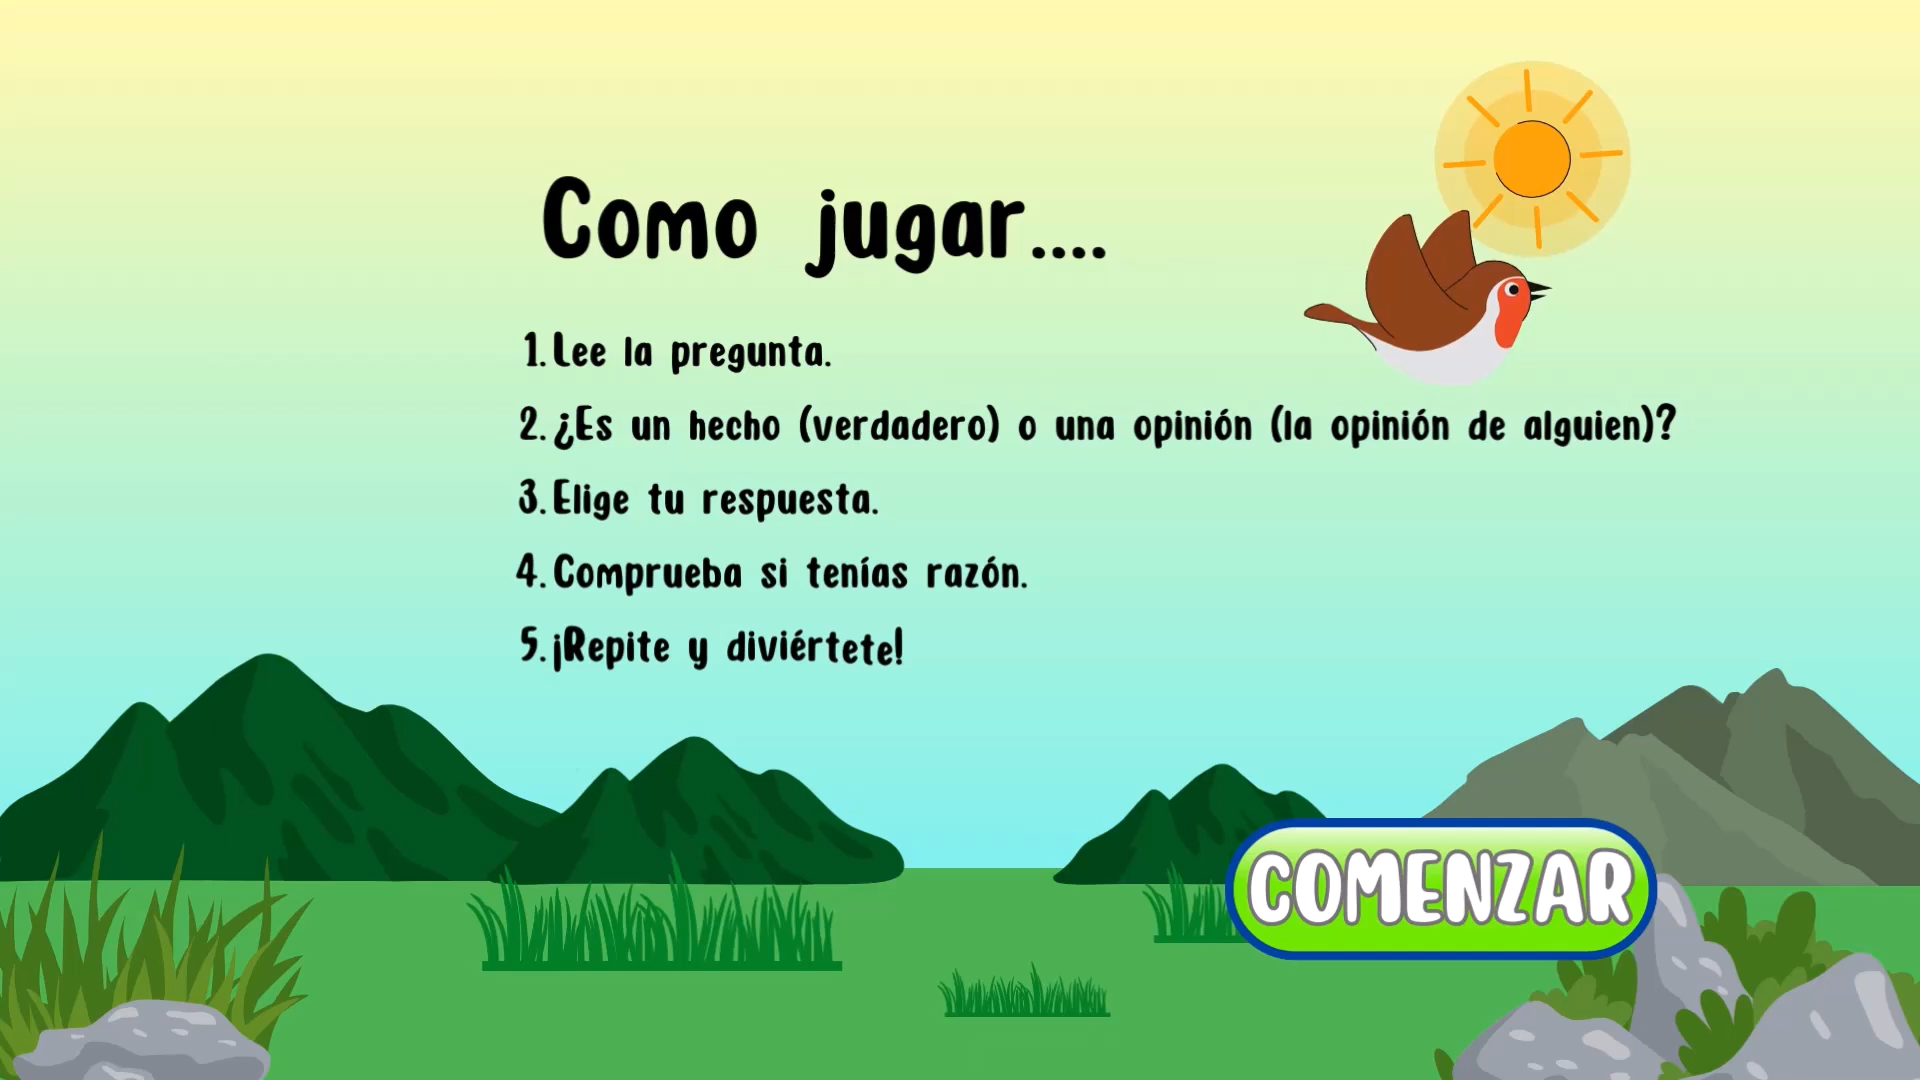 Como jugar....
1. Lee la pregunta.
2. ¿Es un hecho (verdadero) o una opinión (la opinión de alguien)?
3. Elige tu respuesta.
4. Comprueba si tenías razón.
5. ¡Repite y diviértete!
COMENZAR